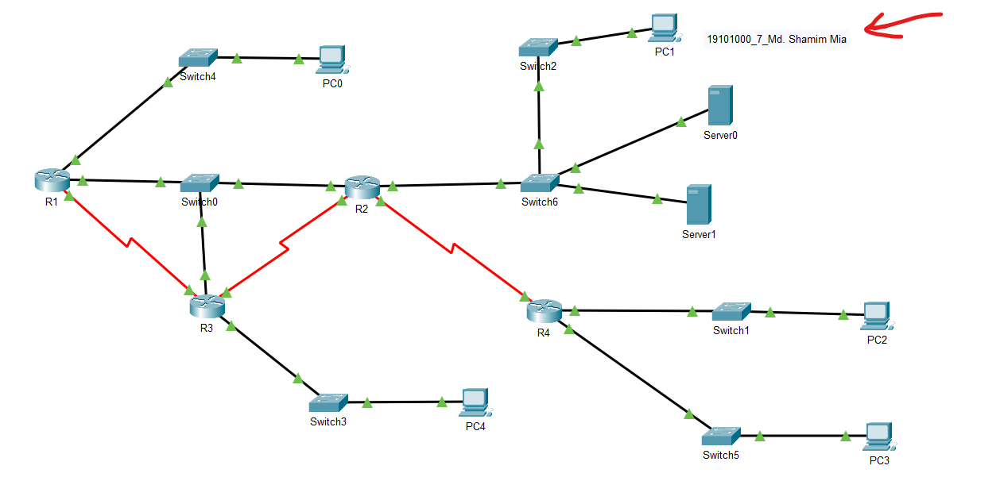 PC1
19101000_7_Md. Shamim Mia
Switch2
Switch4
PC0
Server0
R1
Switch0
R2
Switch6
Server1
R3
R4
Switch1
PC2
Switch3
PC4
Switch5
PC3